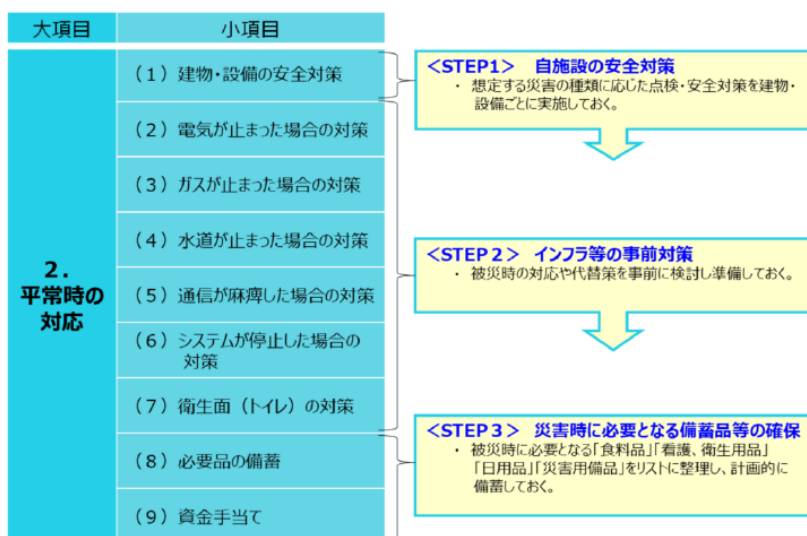 大項目
小項目
2.
平常時の
対応
(1)建物・設備の安全対策
(2)電気が止まった場合の対策
(3)ガスが止まった場合の対策
(4)水道が止まった場合の対策
(5)通信が麻痺した場合の対策
(6)システムが停止した場合の
対策
(7)衛生面(トイレ)の対策
(8)必要品の備蓄
(9)資金手当て
<STEP1> 自施設の安全対策
・ 想定する災害の種類に応じた点検・安全対策を建物・
設備ごとに実施しておく。
<STEP2> インフラ等の事前対策
・ 被災時の対応や代替策を事前に検討し準備しておく。
<STEP3> 災害時に必要となる備蓄品等の確保
・ 被災時に必要となる「食料品」「看護、衛生用品」
「日用品」「災害用備品」をリストに整理し、計画的に
備蓄しておく。